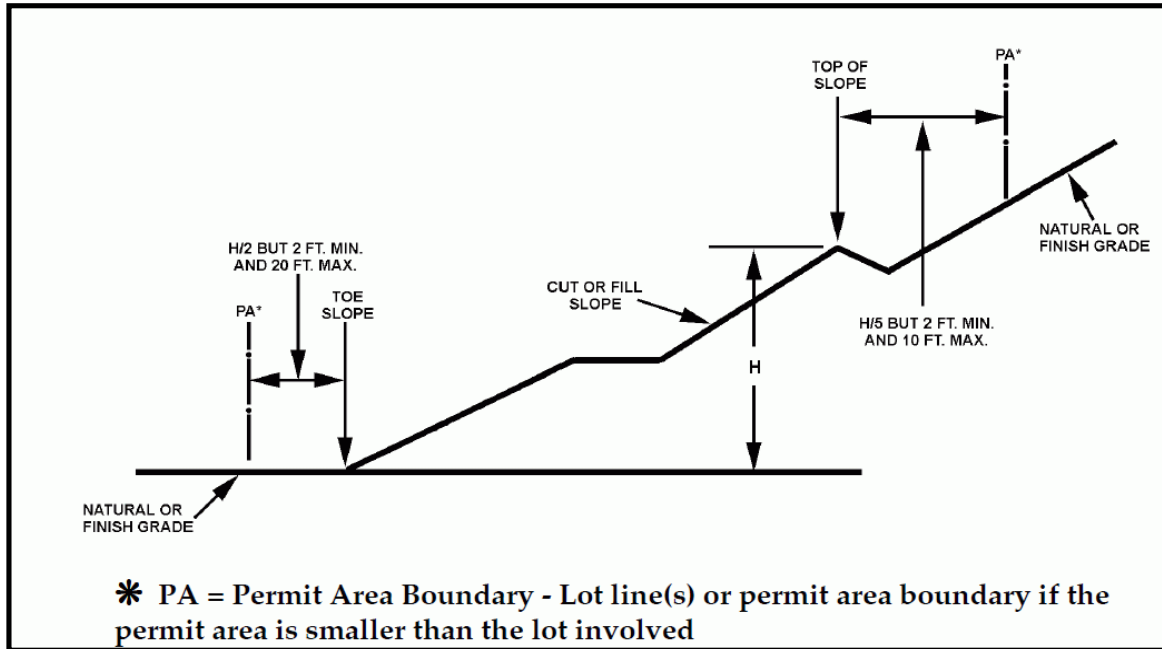 TOP OF
SLOPE
PA*
NATURAL OR
FINISH GRADE
H/2 BUT 2 FT. MIN.
AND 20 FT. MAX.
TOE
SLOPE
PA*
CUT OR FILL
SLOPE
H/5 BUT 2 FT. MIN.
AND 10 FT. MAX.
H
NATURAL OR
FINISH GRADE
* PA = Permit Area Boundary - Lot line(s) or permit area boundary if the
permit area is smaller than the lot involved